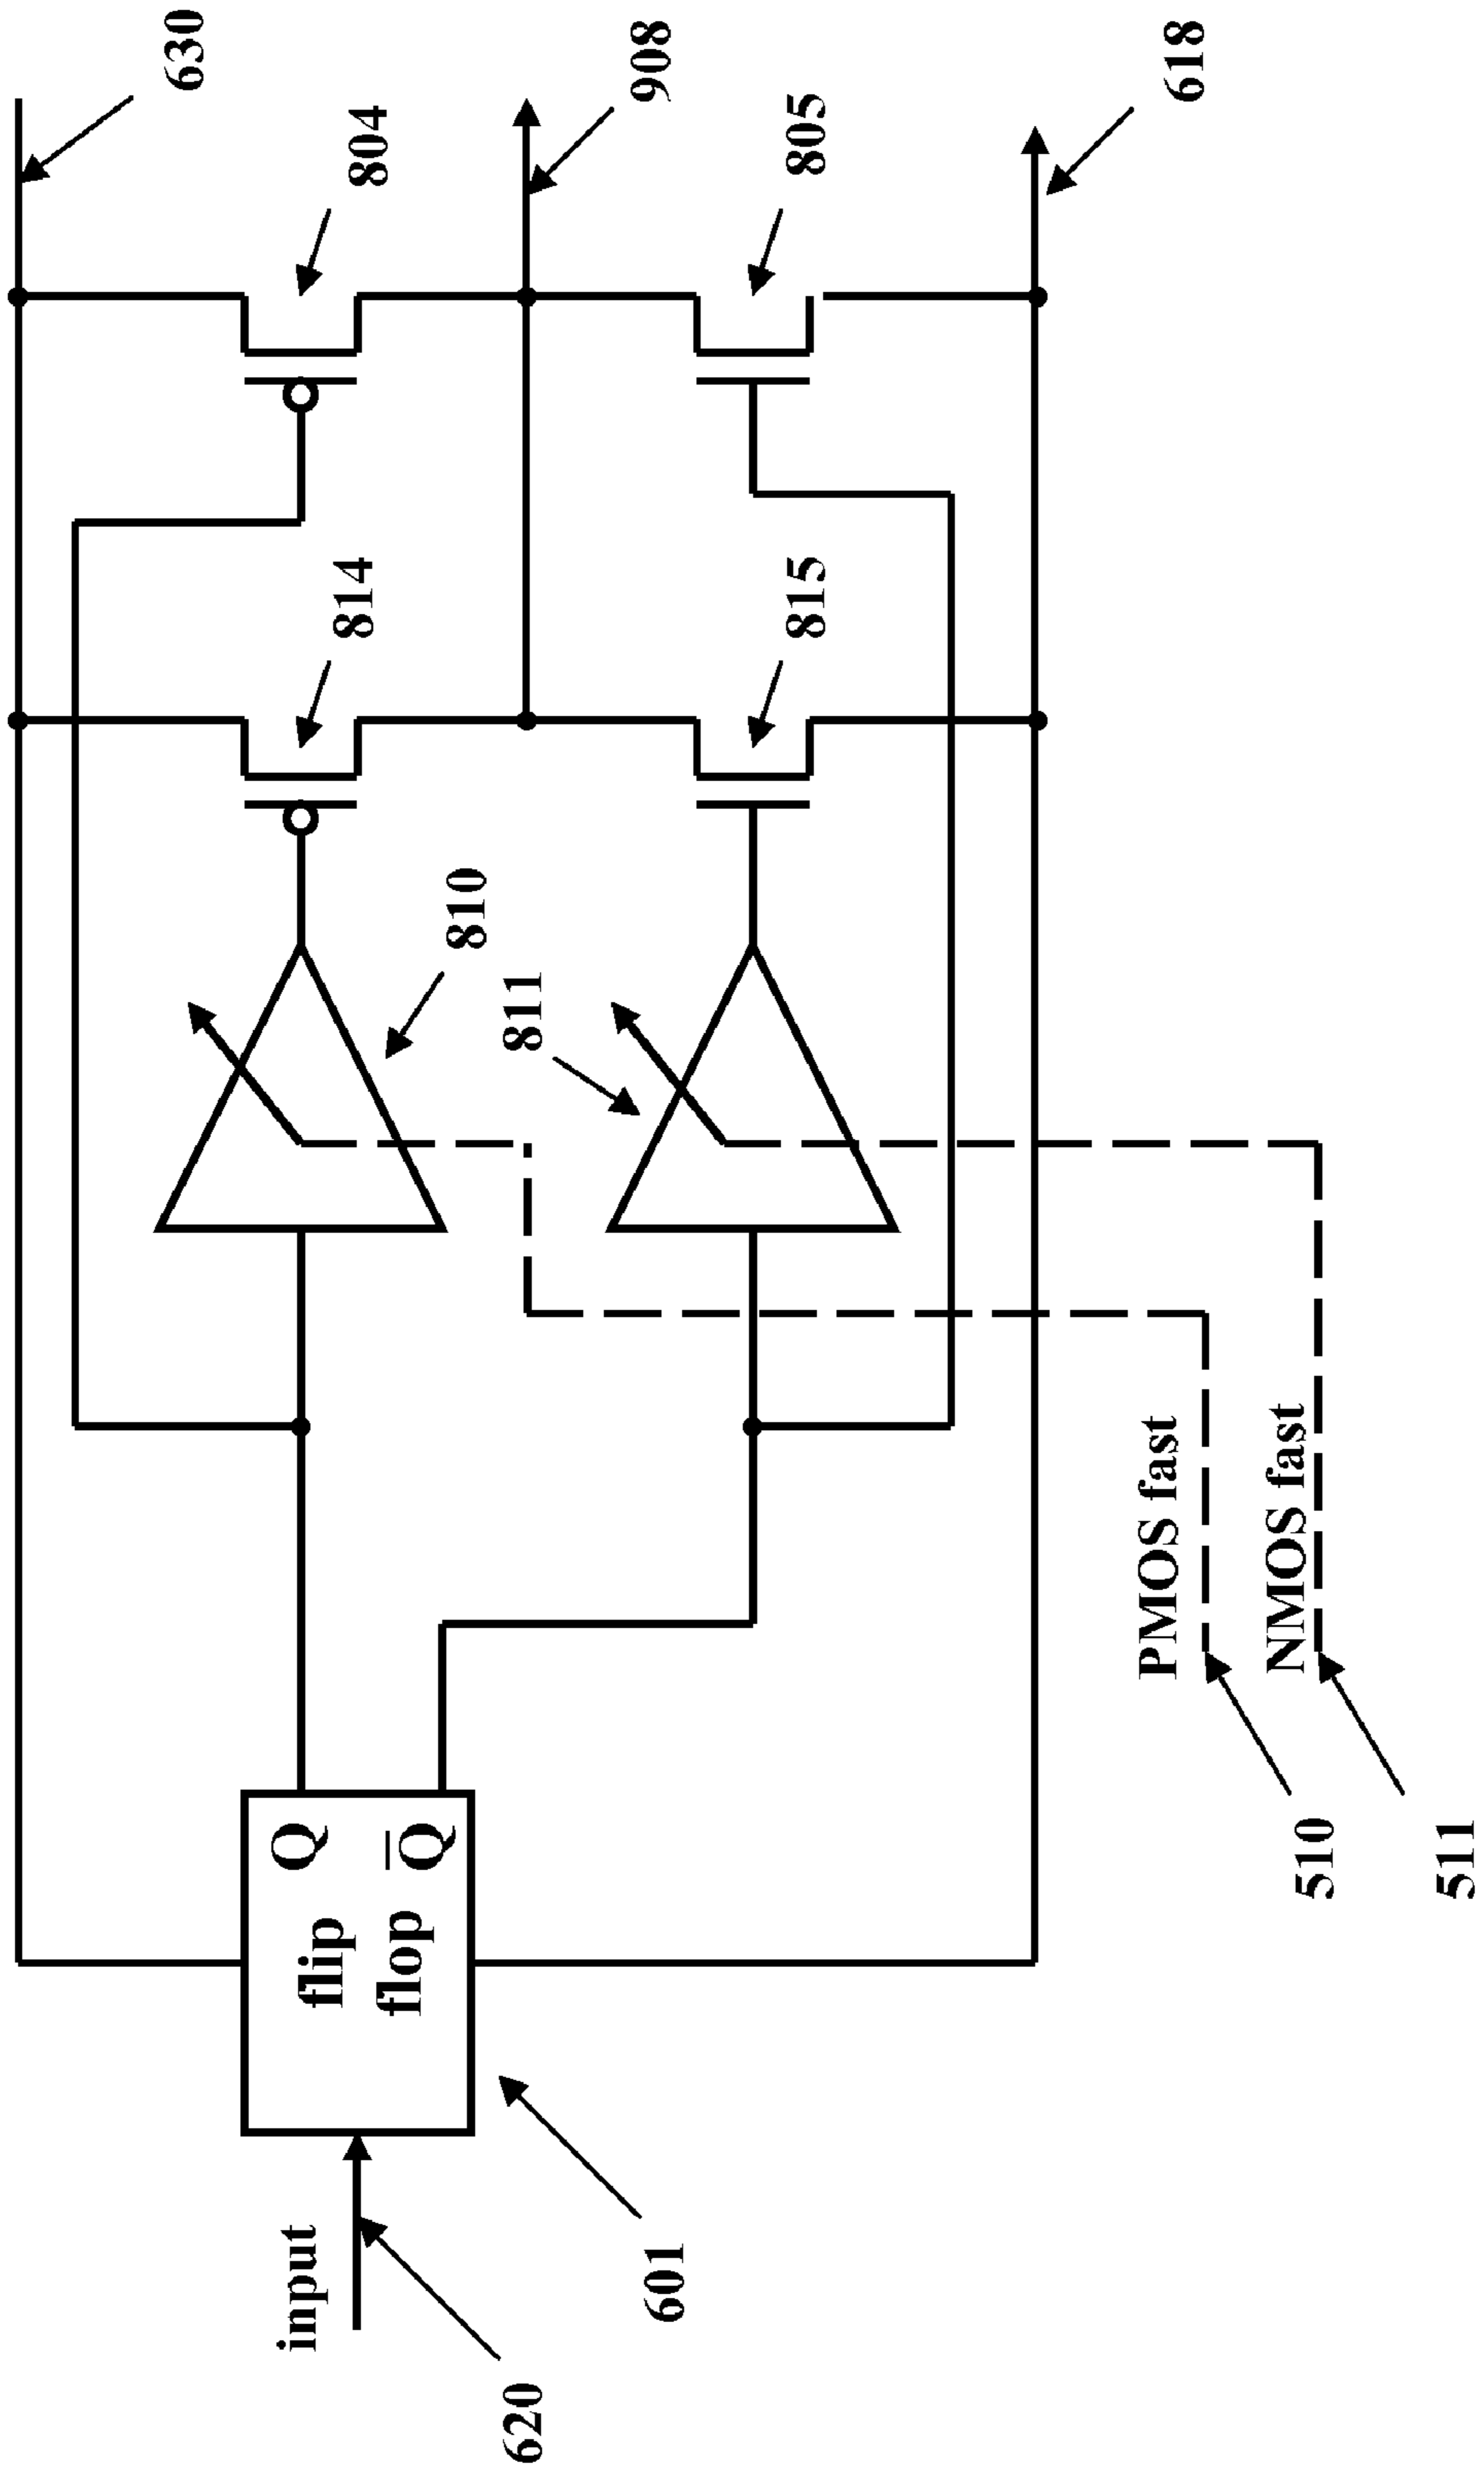 630
804
908
814
805
810
815
618
811
Q
Q̅
flip
flop
input
620
601
PMOS fast
510
NMOS fast
511